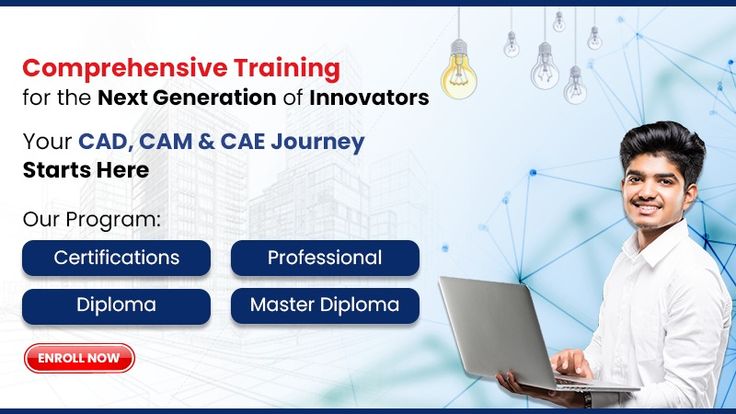 Comprehensive Training
for the Next Generation of Innovators
Your CAD, CAM & CAE Journey
Starts Here
Our Program:
Certifications
Professional
Diploma
Master Diploma
ENROLL NOW